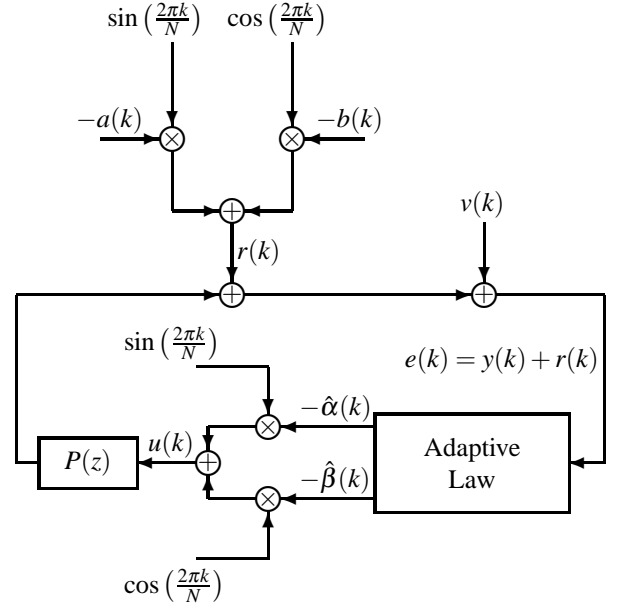 sin (2πk/N) cos (2πk/N)
−a(k) −b(k)
× ×
+
v(k)
r(k)
+ +
sin (2πk/N)
e(k) = y(k) + r(k)
−α̂(k)
×
u(k)
P(z)
+
Adaptive
Law
−β̂(k)
×
cos (2πk/N)